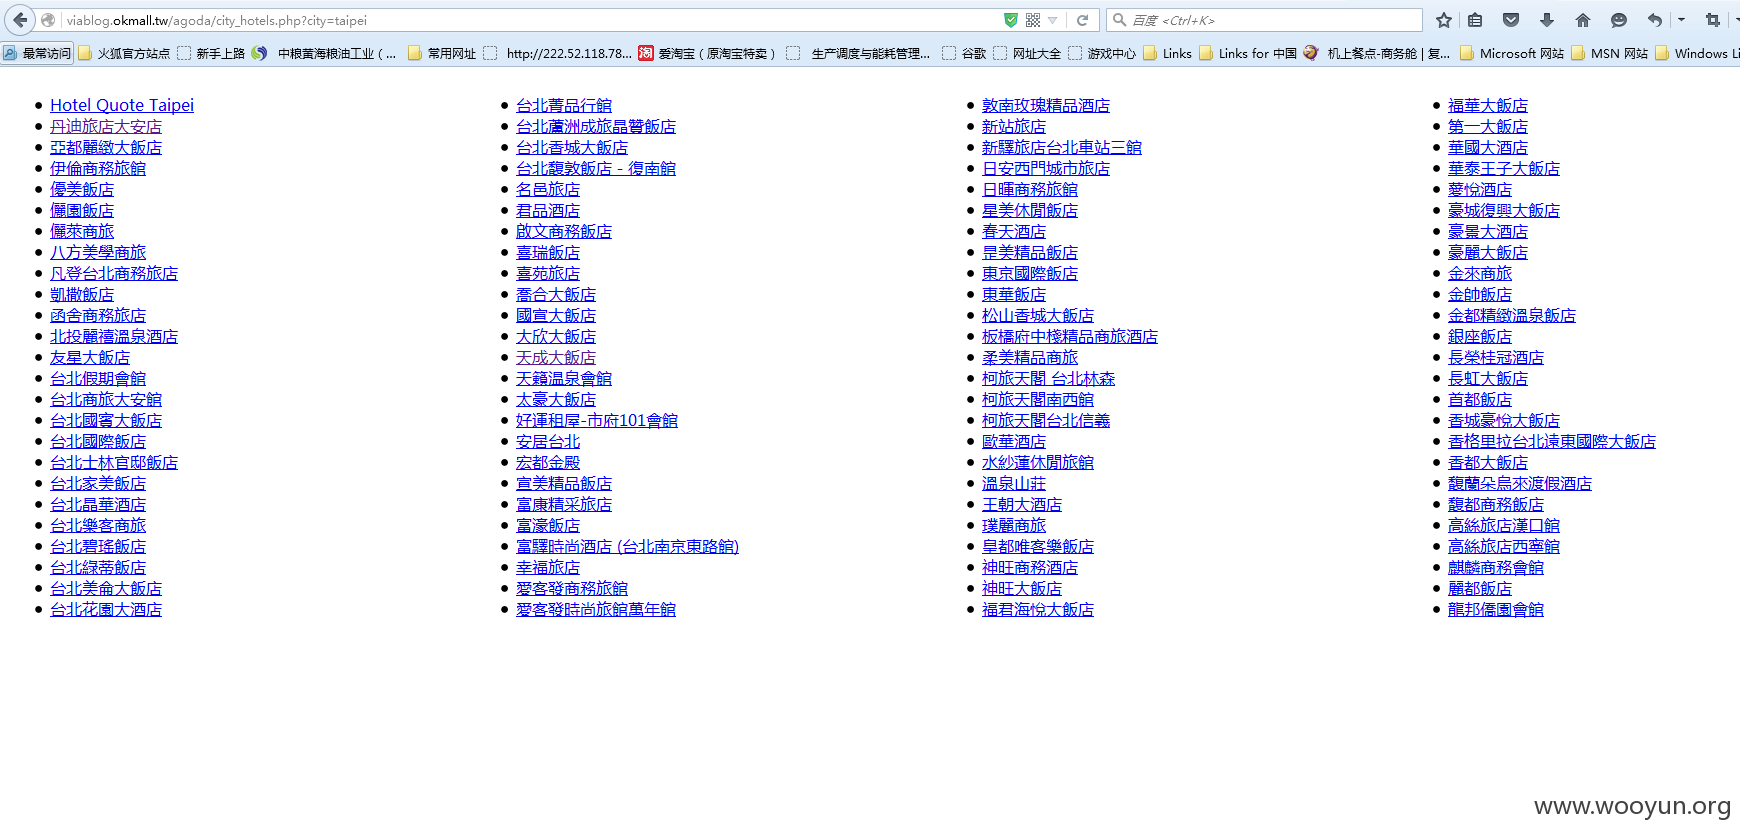 viablog.okmall.tw/agoda/city_hotels.php?city=taipei
百度 <Ctrl+K>
最常访问 火狐官方站点 新手上路 中粮黄海粮油工业（... 常用网址 http://222.52.118.78... 爱淘宝（原淘宝特卖） 生产调度与能耗管理... 谷歌 网址大全 游戏中心 Links Links for 中国 机上餐点-商务舱 | 复... Microsoft 网站 MSN 网站 Windows Li
Hotel Quote Taipei
丹迪旅店大安店
亞都麗緻大飯店
伊倫商務旅館
優美飯店
儷園飯店
儷萊商旅
八方美學商旅
凡登台北商務旅店
凱撒飯店
函舍商務旅店
北投麗禧溫泉酒店
友星大飯店
台北假期會館
台北商旅大安館
台北國賓大飯店
台北國際飯店
台北士林官邸飯店
台北家美飯店
台北晶華酒店
台北樂客商旅
台北碧瑤飯店
台北綠蒂飯店
台北美侖大飯店
台北花園大酒店
台北菁品行館
台北蘆洲成旅晶贊飯店
台北香城大飯店
台北馥敦飯店 - 復南館
名邑旅店
君品酒店
啟文商務飯店
喜瑞飯店
喜苑旅店
喬合大飯店
國宣大飯店
大欣大飯店
天成大飯店
天籟溫泉會館
太豪大飯店
好運租屋-市府101會館
安居台北
宏都金殿
宣美精品飯店
富康精采旅店
富濠飯店
富驛時尚酒店 (台北南京東路館)
幸福旅店
愛客發商務旅館
愛客發時尚旅館萬年館
敦南玫瑰精品酒店
新站旅店
新驛旅店台北車站三館
日安西門城市旅店
日暉商務旅館
星美休閒飯店
春天酒店
昰美精品飯店
東京國際飯店
東華飯店
松山香城大飯店
板橋府中棧精品商旅酒店
柔美精品商旅
柯旅天閣 台北林森
柯旅天閣南西館
柯旅天閣台北信義
歐華酒店
水紗蓮休閒旅館
溫泉山莊
王朝大酒店
璞麗商旅
皇都唯客樂飯店
神旺商務酒店
神旺大飯店
福君海悅大飯店
福華大飯店
第一大飯店
華國大酒店
華泰王子大飯店
薆悅酒店
豪城復興大飯店
豪景大酒店
豪麗大飯店
金來商旅
金帥飯店
金都精緻溫泉飯店
銀座飯店
長榮桂冠酒店
長虹大飯店
首都飯店
香城豪悅大飯店
香格里拉台北遠東國際大飯店
香都大飯店
馥蘭朵烏來渡假酒店
馥都商務飯店
高絲旅店漢口館
高絲旅店西寧館
麒麟商務會館
麗都飯店
龍邦僑園會館
www.wooyun.org